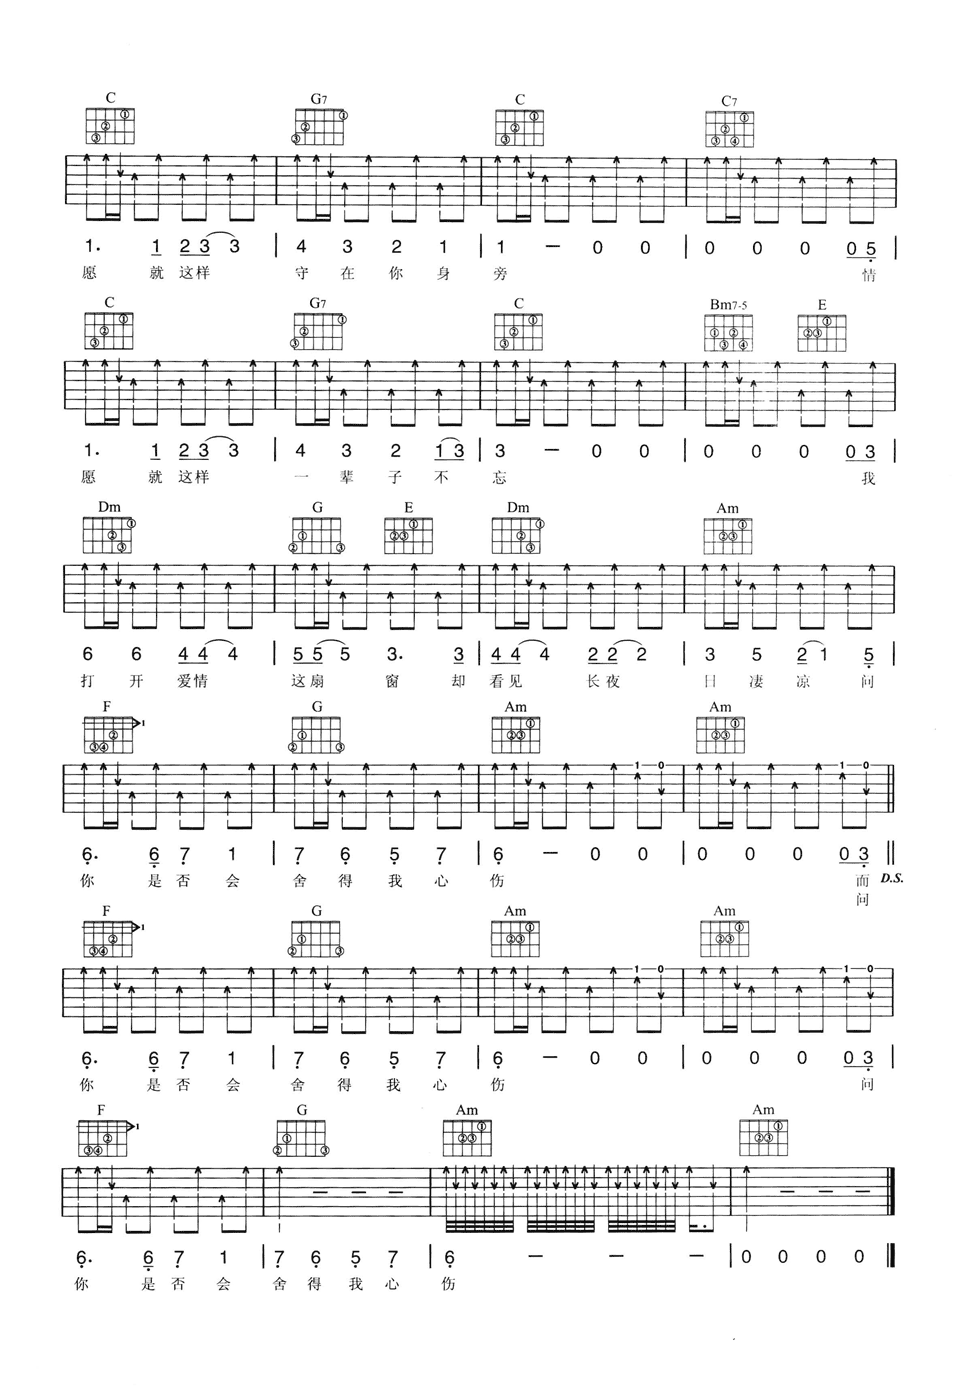 C G7 C C7
1. 1 2 3 3 | 4 3 2 1 | 1 — 0 0 | 0 0 0 0 5 |
愿 就 这样 守 在 你 身 旁 情
C G7 C Bm7-5 E
1. 1 2 3 3 | 4 3 2 1 3 | 3 — 0 0 | 0 0 0 0 3 |
愿 就 这样 一 辈 子 不 忘 我
Dm G E Dm Am
6 6 4 4 4 | 5 5 5 3. 3 | 4 4 4 2 2 2 | 3 5 2 1 5 |
打 开 爱情 这扇 窗 却 看见 长夜 日 凄 凉 问
F G Am Am
1
1 0 1 0
6. 6 7 1 | 7 6 5 7 | 6 — 0 0 | 0 0 0 0 3 ||
你 是 否 会 舍 得 我 心 伤 而 D.S.
问
F G Am Am
1
1 0 1 0
6. 6 7 1 | 7 6 5 7 | 6 — 0 0 | 0 0 0 0 3 |
你 是 否 会 舍 得 我 心 伤 问
F G Am Am
1
6. 6 7 1 | 7 6 5 7 | 6 — — — | 0 0 0 0 ||
你 是 否 会 舍 得 我 心 伤